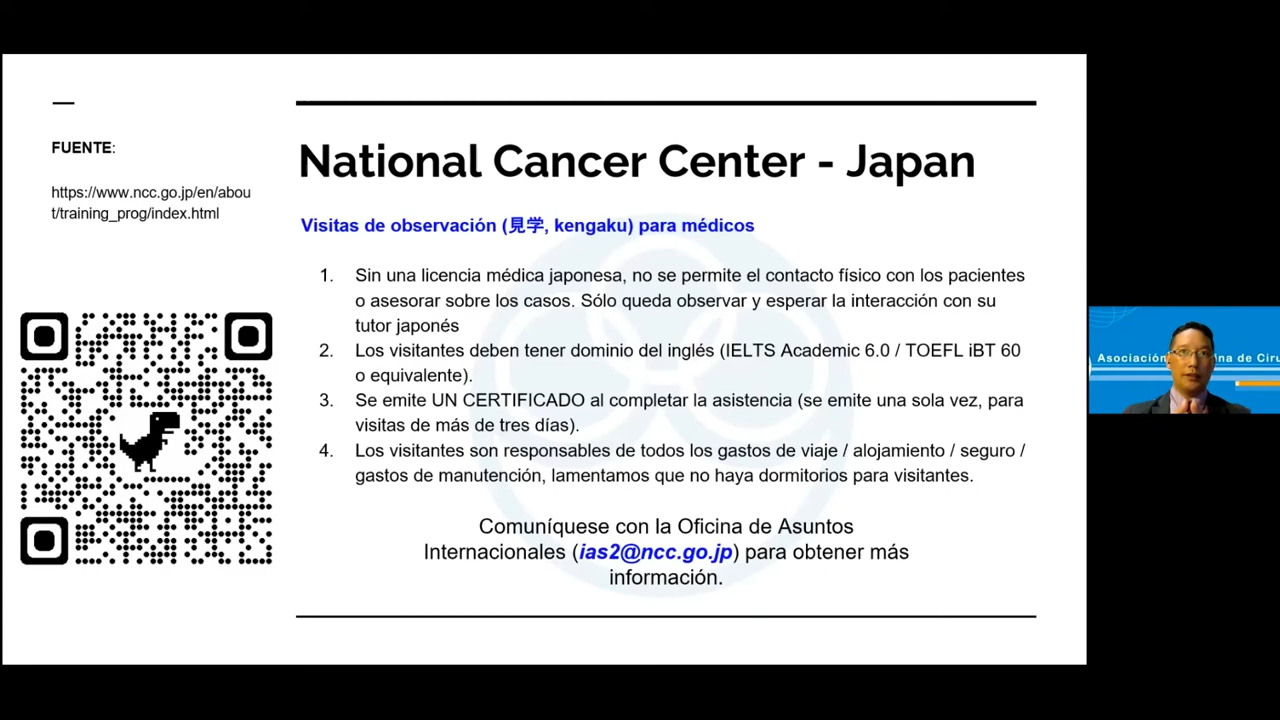 FUENTE:
https://www.ncc.go.jp/en/abou
t/training_prog/index.html
National Cancer Center - Japan
Visitas de observación (見学, kengaku) para médicos
1. Sin una licencia médica japonesa, no se permite el contacto físico con los pacientes
o asesorar sobre los casos. Sólo queda observar y esperar la interacción con su
tutor japonés
2. Los visitantes deben tener dominio del inglés (IELTS Academic 6.0 / TOEFL iBT 60
o equivalente).
3. Se emite UN CERTIFICADO al completar la asistencia (se emite una sola vez, para
visitas de más de tres días).
4. Los visitantes son responsables de todos los gastos de viaje / alojamiento / seguro /
gastos de manutención, lamentamos que no haya dormitorios para visitantes.
Comuníquese con la Oficina de Asuntos
Internacionales (ias2@ncc.go.jp) para obtener más
información.
Asociación na de Ciru